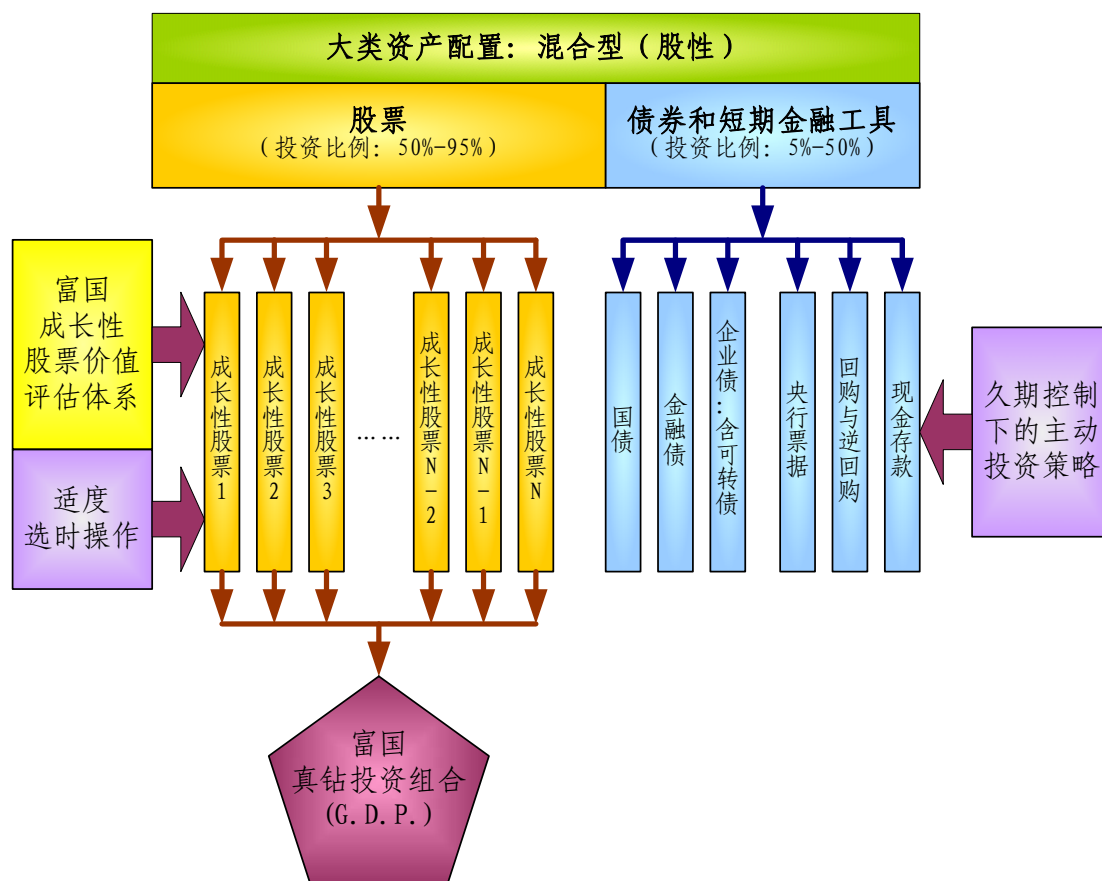 大类资产配置：混合型（股性）
股票
（投资比例：50%-95%）
债券和短期金融工具
（投资比例：5%-50%）
富国
成长性
股票价值
评估体系
适度
选时操作
成长性股票1
成长性股票2
成长性股票3
……
成长性股票N-2
成长性股票N-1
成长性股票N
国债
金融债
企业债：含可转债
央行票据
回购与逆回购
现金存款
久期控制
下的主动
投资策略
富国
真钻投资组合
(G.D.P.)